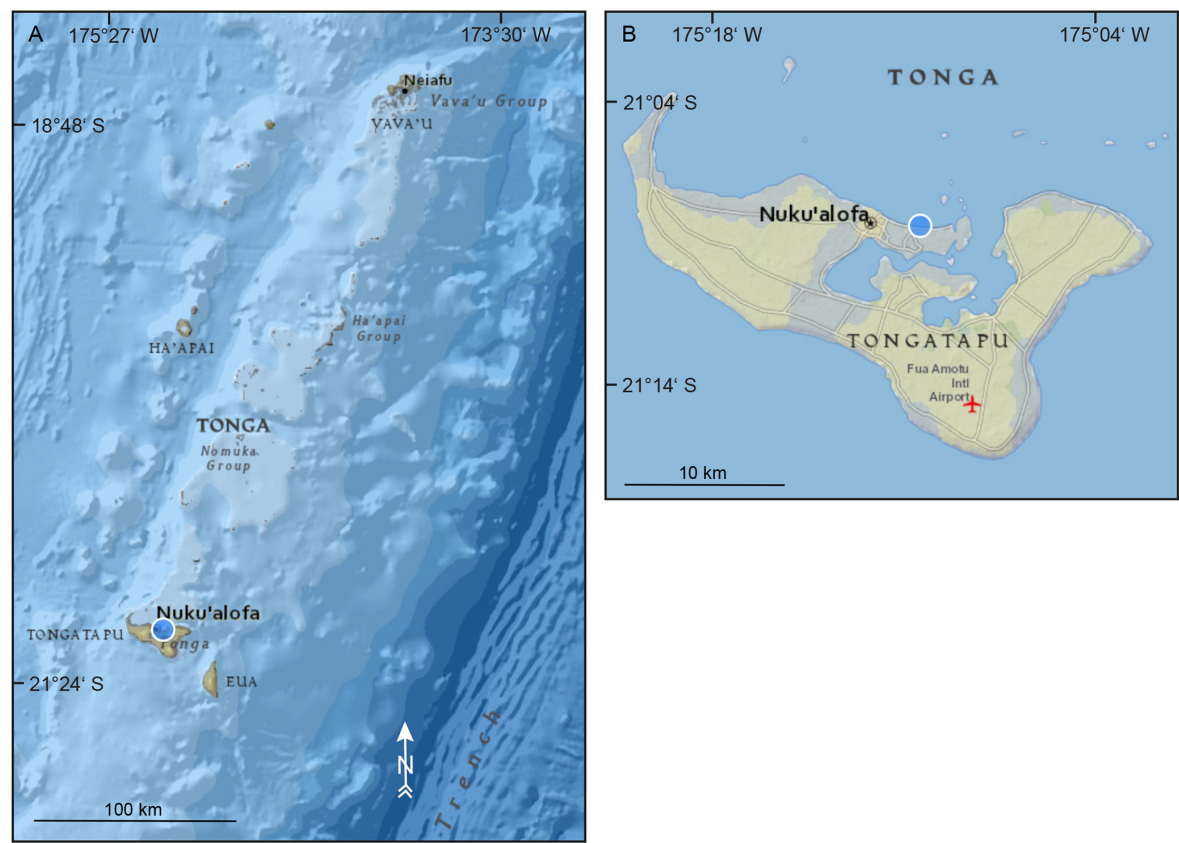 A
175°27‘ W
173°30‘ W
Neiafu
Vava'u Group
VAVA'U
18°48‘ S
Ha'apai
Group
HA'APAI
TONGA
Nomuka
Group
Nuku'alofa
TONGATAPU
Tonga
EUA
21°24‘ S
N
Trench
100 km
B
175°18‘ W
175°04‘ W
TONGA
21°04‘ S
Nuku'alofa
TONGATAPU
Fua Amotu
Intl
Airport
21°14‘ S
10 km